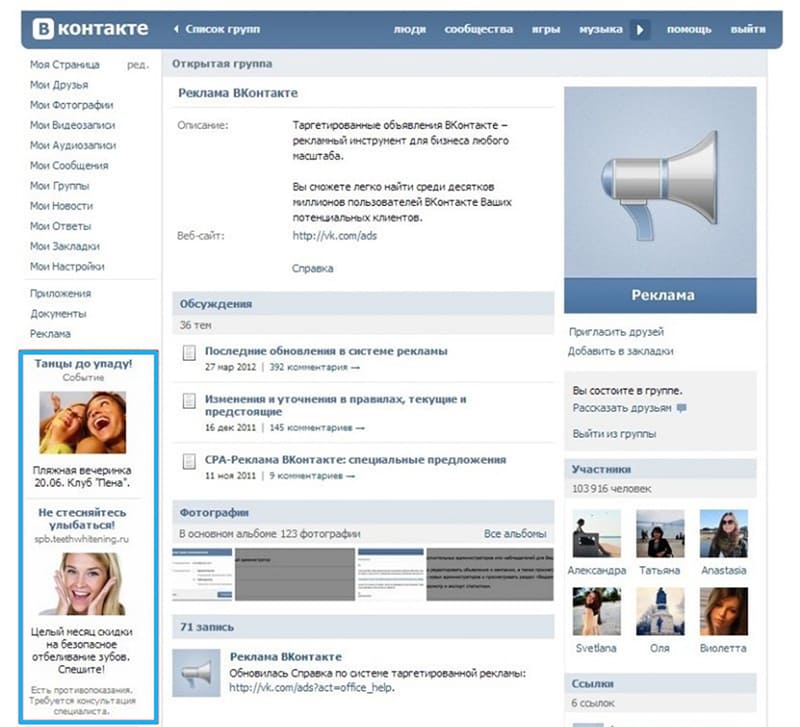 В контакте
Список групп
люди сообщества игры музыка помощь выйти
Моя Страница ред.
Мои Друзья
Мои Фотографии
Мои Видеозаписи
Мои Аудиозаписи
Мои Сообщения
Мои Группы
Мои Новости
Мои Ответы
Мои Закладки
Мои Настройки
Приложения
Документы
Реклама
Танцы до упаду!
Событие
Пляжная вечеринка
20.06. Клуб "Пена".
Не стесняйтесь
улыбаться!
spb.teethwhitening.ru
Целый месяц скидки
на безопасное
отбеливание зубов.
Спешите!
Есть противопоказания.
Требуется консультация
специалиста.
Открытая группа
Реклама ВКонтакте
Описание: Таргетированные объявления ВКонтакте –
рекламный инструмент для бизнеса любого
масштаба.
Вы сможете легко найти среди десятков
миллионов пользователей ВКонтакте Ваших
потенциальных клиентов.
Веб-сайт: http://vk.com/ads
Справка
Обсуждения
36 тем
Последние обновления в системе рекламы
27 мар 2012 | 392 комментария →
Изменения и уточнения в правилах, текущие и
предстоящие
16 дек 2011 | 145 комментариев →
CPA-Реклама ВКонтакте: специальные предложения
11 ноя 2011 | 9 комментариев →
Фотографии
В основном альбоме 123 фотографии Все альбомы
71 запись
Реклама ВКонтакте
Обновилась Справка по системе таргетированной рекламы:
http://vk.com/ads?act=office_help.
Реклама
Пригласить друзей
Добавить в закладки
Вы состоите в группе.
Рассказать друзьям
Выйти из группы
Участники
103 916 человек
Александра Татьяна Anastasia
Svetlana Оля Виолетта
Ссылки
6 ссылок